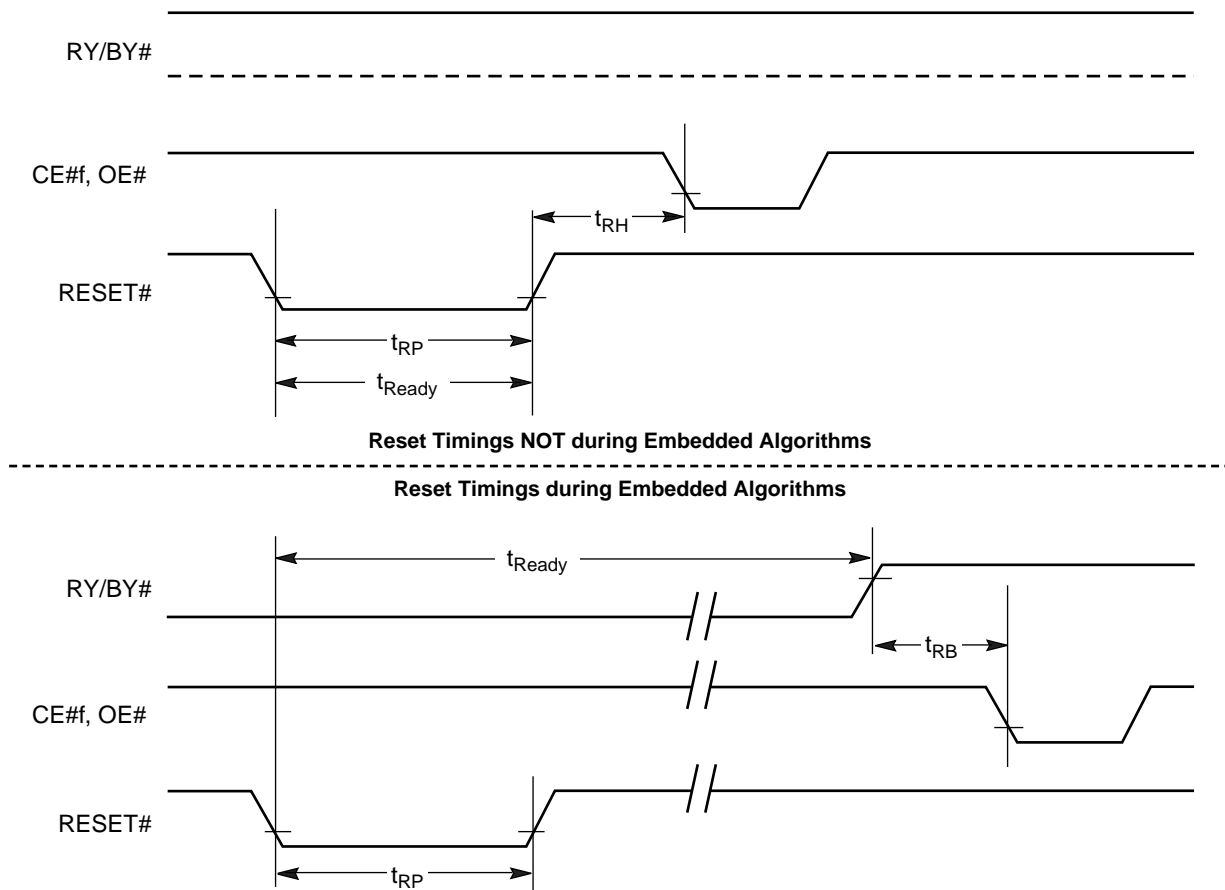 RY/BY#
CE#f, OE#
tRH
RESET#
tRP
tReady
Reset Timings NOT during Embedded Algorithms
Reset Timings during Embedded Algorithms
tReady
RY/BY#
tRB
CE#f, OE#
RESET#
tRP